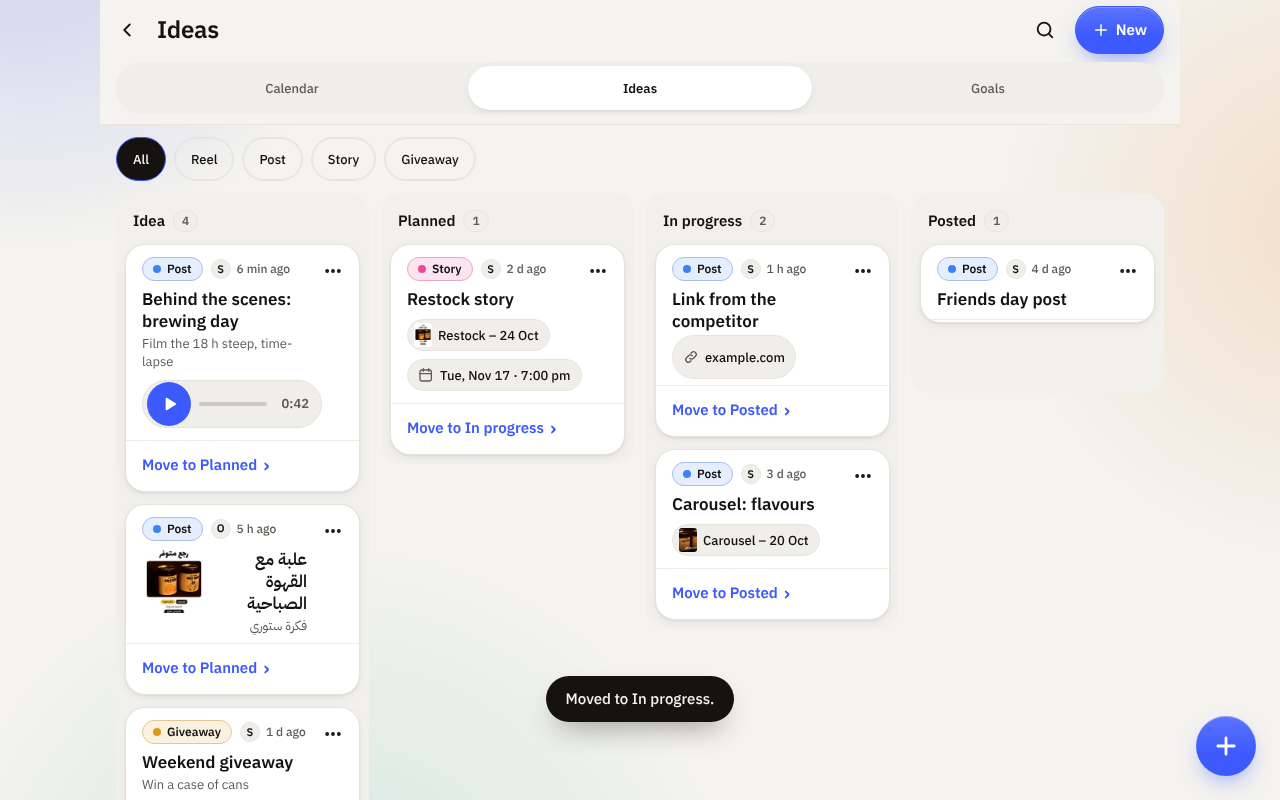 Ideas
New
Calendar
Ideas
Goals
All
Reel
Post
Story
Giveaway
Idea 4
Post S 6 min ago
Behind the scenes:
brewing day
Film the 18 h steep, time-
lapse
0:42
Move to Planned
Post O 5 h ago
رجع متوفر
علبة مع
القهوة
الصباحية
فكرة ستوري
Move to Planned
Giveaway S 1 d ago
Weekend giveaway
Win a case of cans
Planned 1
Story S 2 d ago
Restock story
Restock – 24 Oct
Tue, Nov 17 · 7:00 pm
Move to In progress
In progress 2
Post S 1 h ago
Link from the
competitor
example.com
Move to Posted
Post S 3 d ago
Carousel: flavours
Carousel – 20 Oct
Move to Posted
Posted 1
Post S 4 d ago
Friends day post
Moved to In progress.